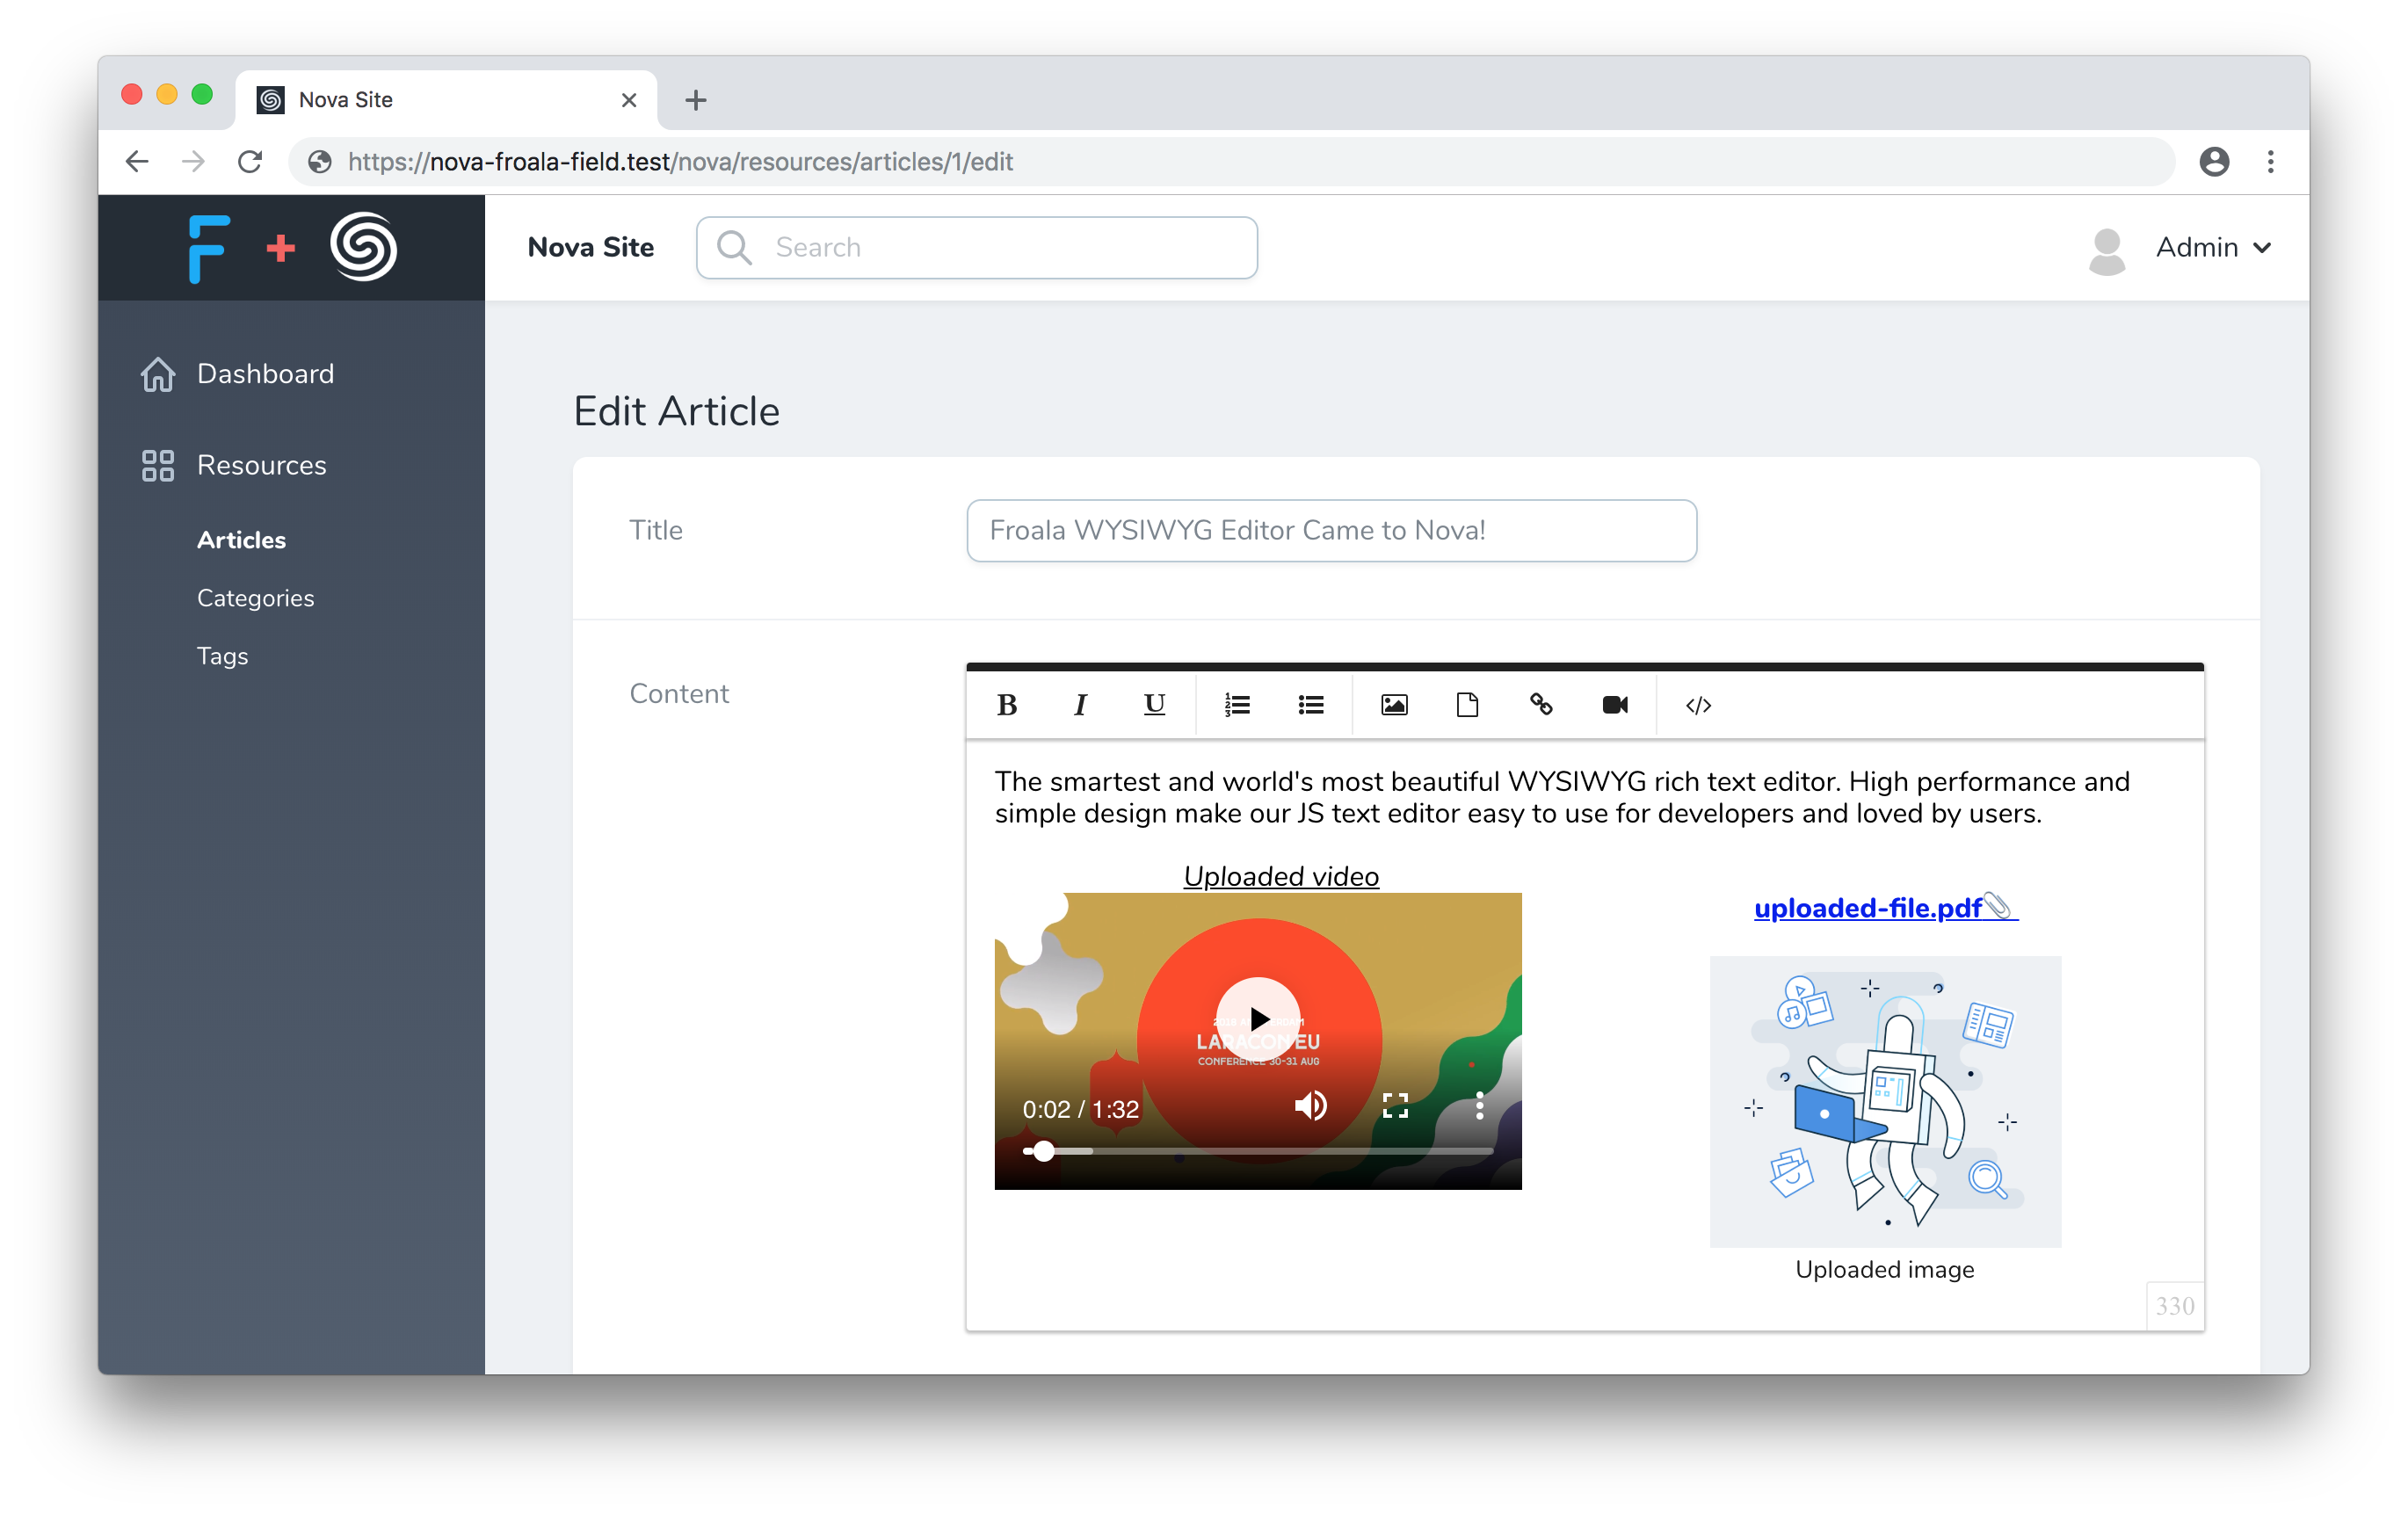 Nova Site
https://nova-froala-field.test/nova/resources/articles/1/edit
F +
Nova Site
Search
Admin
Dashboard
Resources
Articles
Categories
Tags
Edit Article
Title
Froala WYSIWYG Editor Came to Nova!
Content
B I U
The smartest and world's most beautiful WYSIWYG rich text editor. High performance and
simple design make our JS text editor easy to use for developers and loved by users.
Uploaded video
uploaded-file.pdf
LARACON EU
CONFERENCE 30-31 AUG
0:02 / 1:32
Uploaded image
330